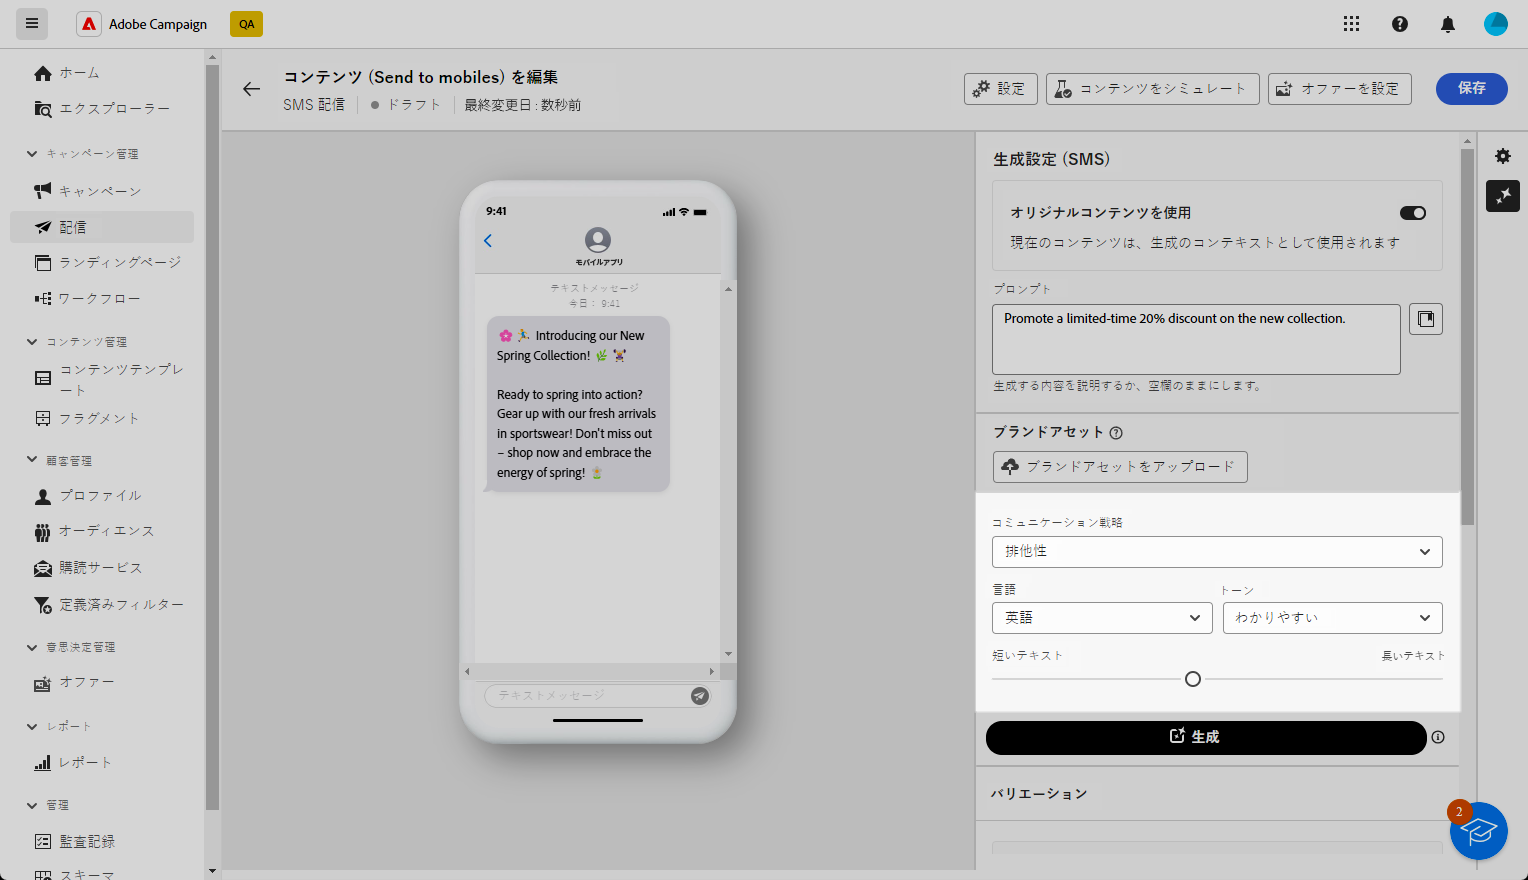 Adobe Campaign
QA
ホーム
エクスプローラー
キャンペーン管理
キャンペーン
配信
ランディングページ
ワークフロー
コンテンツ管理
コンテンツテンプレ
ート
フラグメント
顧客管理
プロファイル
オーディエンス
購読サービス
定義済みフィルター
意思決定管理
オファー
レポート
レポート
管理
監査記録
スキーマ
コンテンツ (Send to mobiles) を編集
SMS 配信
ドラフト
最終変更日 : 数秒前
設定
コンテンツをシミュレート
オファーを設定
保存
9:41
モバイルアプリ
テキストメッセージ
今日： 9:41
🌸 🏃 Introducing our New
Spring Collection! 🌿 🏋️
Ready to spring into action?
Gear up with our fresh arrivals
in sportswear! Don't miss out
– shop now and embrace the
energy of spring!
テキストメッセージ
生成設定 (SMS)
オリジナルコンテンツを使用
現在のコンテンツは、生成のコンテキストとして使用されます
プロンプト
Promote a limited-time 20% discount on the new collection.
生成する内容を説明するか、空欄のままにします。
ブランドアセット
ブランドアセットをアップロード
コミュニケーション戦略
排他性
言語
トーン
英語
わかりやすい
短いテキスト
長いテキスト
生成
バリエーション
2